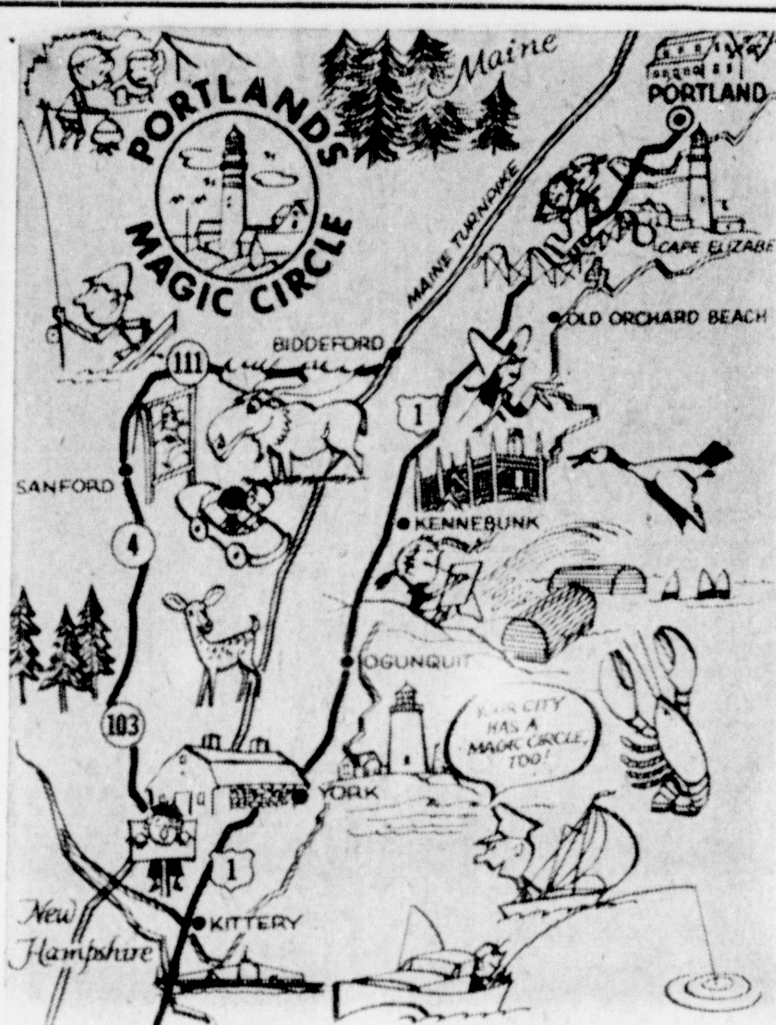 Maine
PORTLAND
PORTLANDS
MAGIC CIRCLE
MAINE TURNPIKE
CAPE ELIZABE
OLD ORCHARD BEACH
BIDDEFORD
111
1
SANFORD
KENNEBUNK
4
OGUNQUIT
103
YOUR CITY
HAS A
MAGIC CIRCLE,
TOO!
YORK
1
New
Hampshire
KITTERY